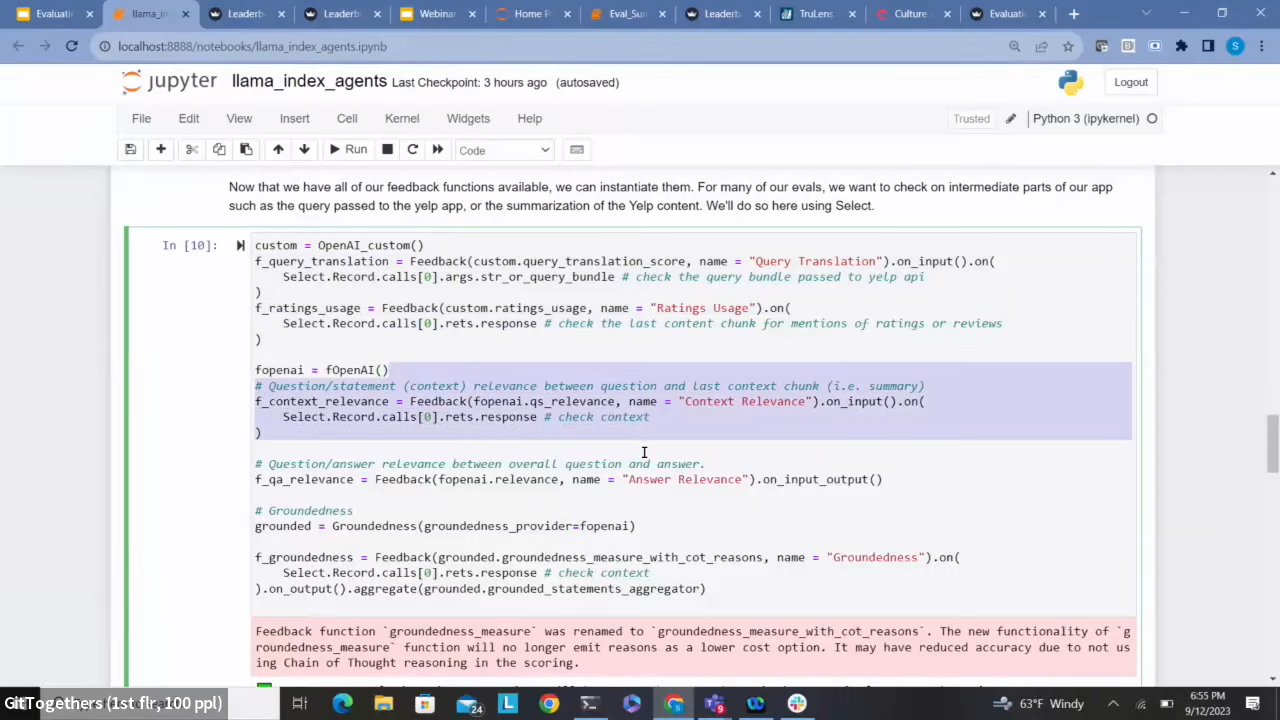 Evaluati
llama_in
Leaderb
Leaderb
Webinar
Home P
Eval_Sum
Leaderb
TruLens
Culture
Evaluati
localhost:8888/notebooks/llama_index_agents.ipynb
S
jupyter llama_index_agents Last Checkpoint: 3 hours ago (autosaved)
Logout
File Edit View Insert Cell Kernel Widgets Help
Trusted Python 3 (ipykernel)
Run Code
Now that we have all of our feedback functions available, we can instantiate them. For many of our evals, we want to check on intermediate parts of our app
such as the query passed to the yelp app, or the summarization of the Yelp content. We'll do so here using Select.
In [10]: custom = OpenAI_custom()
f_query_translation = Feedback(custom.query_translation_score, name = "Query Translation").on_input().on(
Select.Record.calls[0].args.str_or_query_bundle # check the query bundle passed to yelp api
)
f_ratings_usage = Feedback(custom.ratings_usage, name = "Ratings Usage").on(
Select.Record.calls[0].rets.response # check the last content chunk for mentions of ratings or reviews
)
fopenai = fOpenAI()
# Question/statement (context) relevance between question and last context chunk (i.e. summary)
f_context_relevance = Feedback(fopenai.qs_relevance, name = "Context Relevance").on_input().on(
Select.Record.calls[0].rets.response # check context
)
# Question/answer relevance between overall question and answer.
f_qa_relevance = Feedback(fopenai.relevance, name = "Answer Relevance").on_input_output()
# Groundedness
grounded = Groundedness(groundedness_provider=fopenai)
f_groundedness = Feedback(grounded.groundedness_measure_with_cot_reasons, name = "Groundedness").on(
Select.Record.calls[0].rets.response # check context
).on_output().aggregate(grounded.grounded_statements_aggregator)
Feedback function `groundedness_measure` was renamed to `groundedness_measure_with_cot_reasons`. The new functionality of `g
roundedness_measure` function will no longer emit reasons as a lower cost option. It may have reduced accuracy due to not us
ing Chain of Thought reasoning in the scoring.
GitTogethers (1st flr, 100 ppl)
24
L
9
63°F Windy
6:55 PM
9/12/2023